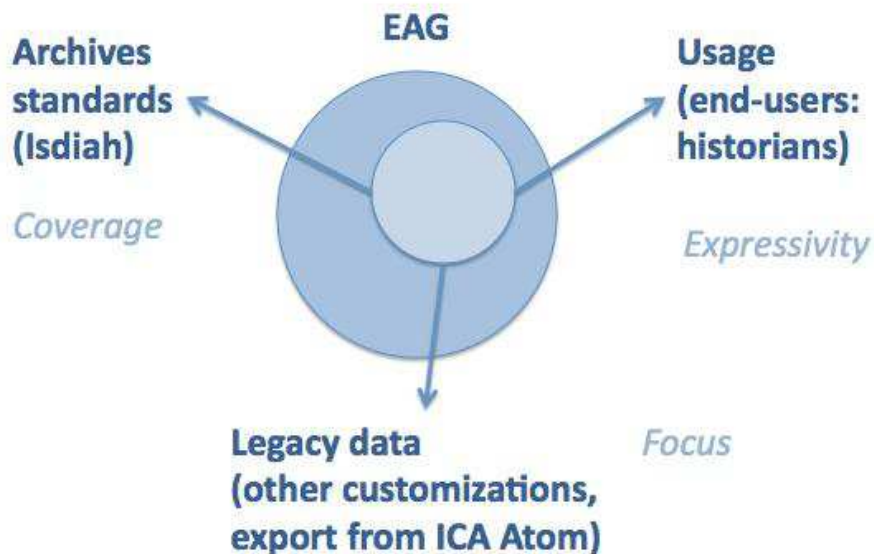 EAG
Archives
standards
(Isdiah)
Coverage
Usage
(end-users:
historians)
Expressivity
Legacy data
(other customizations,
export from ICA Atom)
Focus